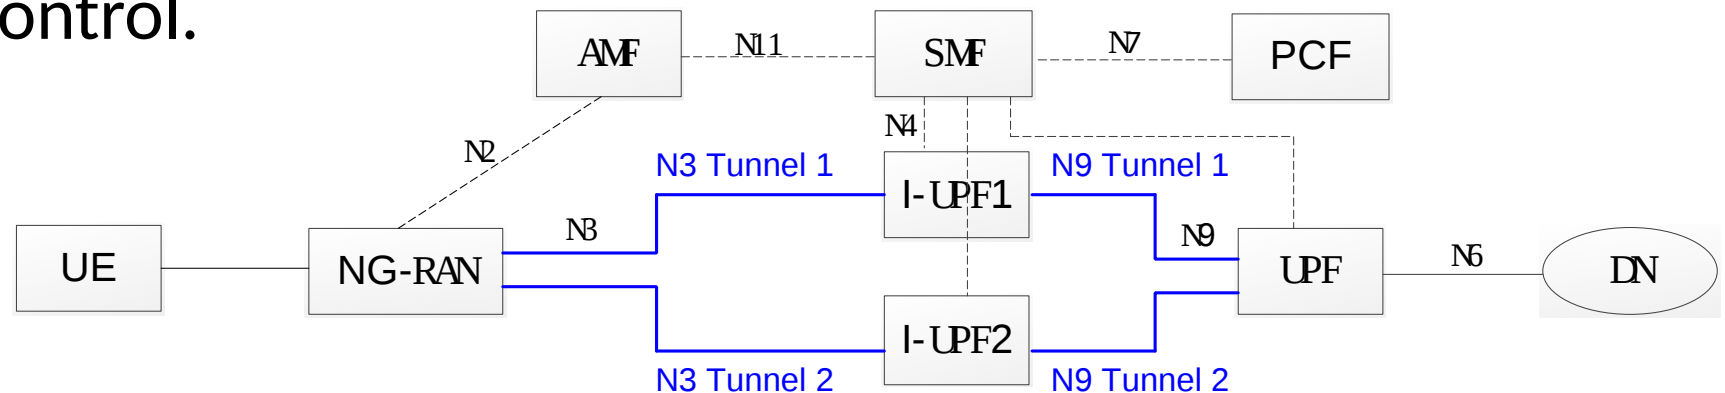 ontrol.
AMF
N11
SMF
N7
PCF
N4
N2
N3 Tunnel 1
N9 Tunnel 1
I-UPF1
N3
N9
UE
NG-RAN
UPF
N6
DN
I-UPF2
N3 Tunnel 2
N9 Tunnel 2